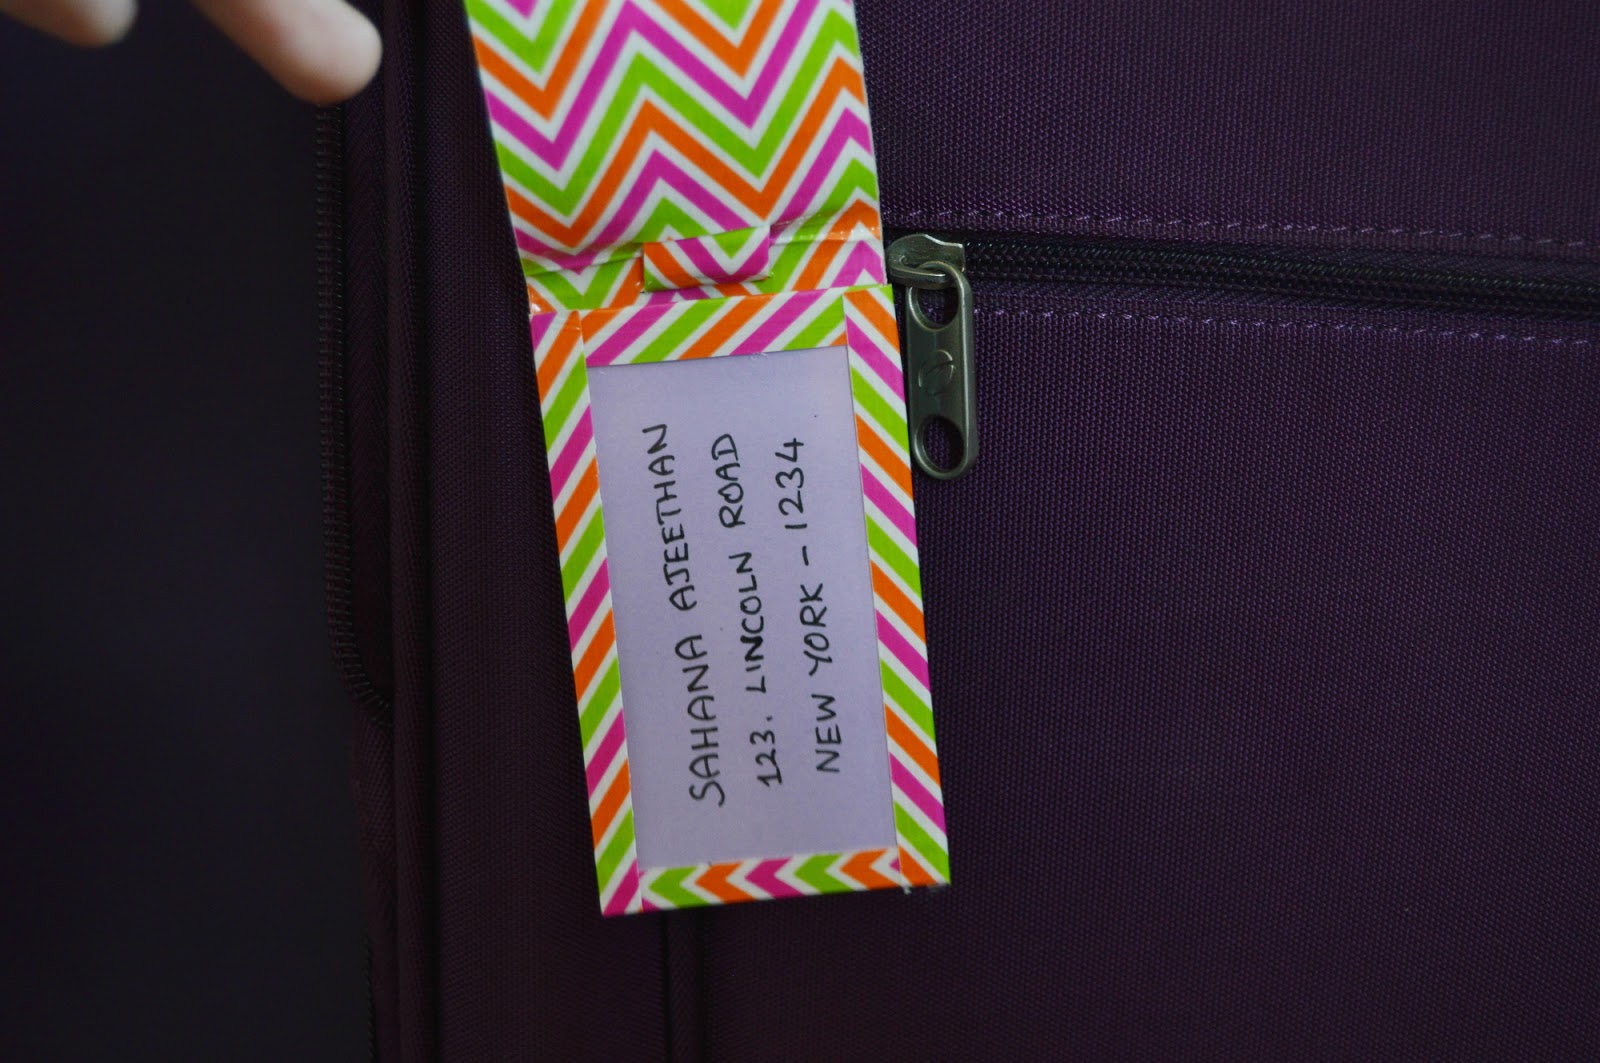 SAHANA AJEETHAN
123. LINCOLN ROAD
NEW YORK - 1234